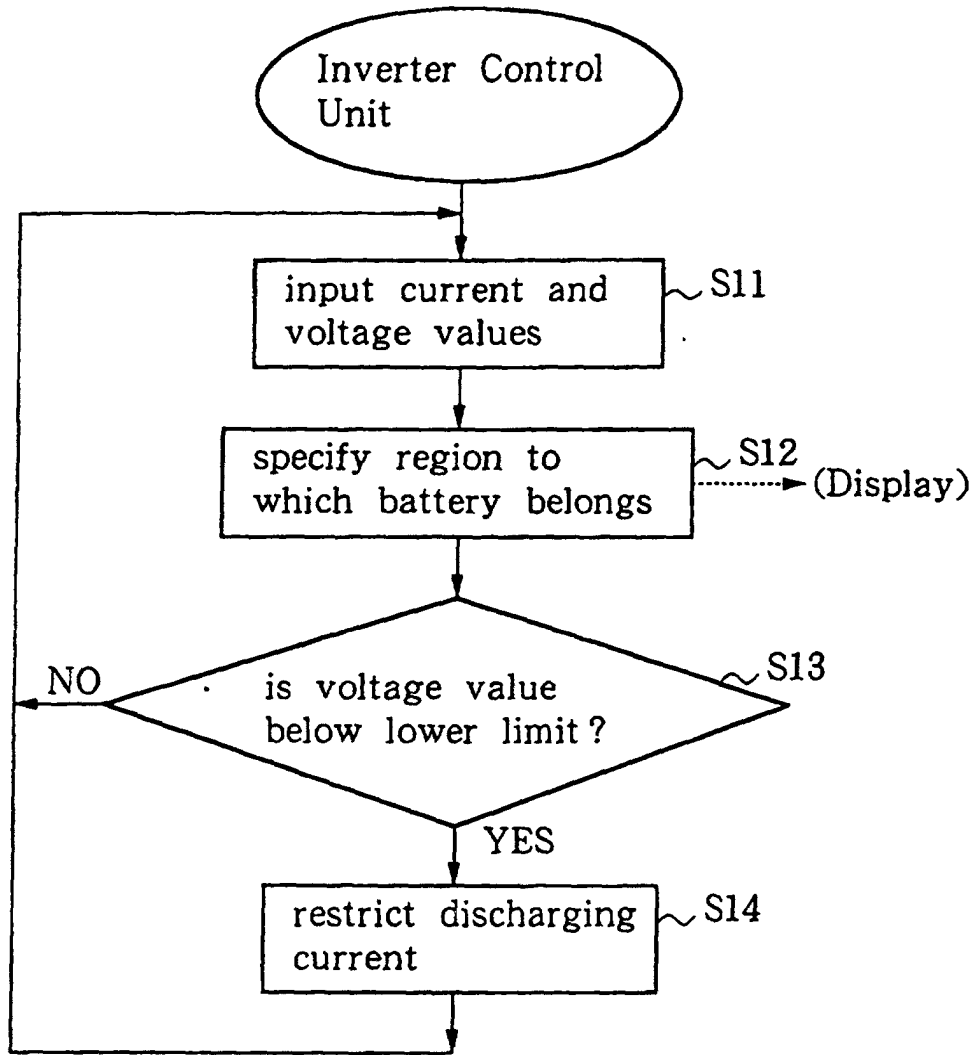 Inverter Control
Unit
input current and
voltage values
S11
specify region to
which battery belongs
S12
(Display)
NO
is voltage value
below lower limit?
S13
YES
restrict discharging
current
S14